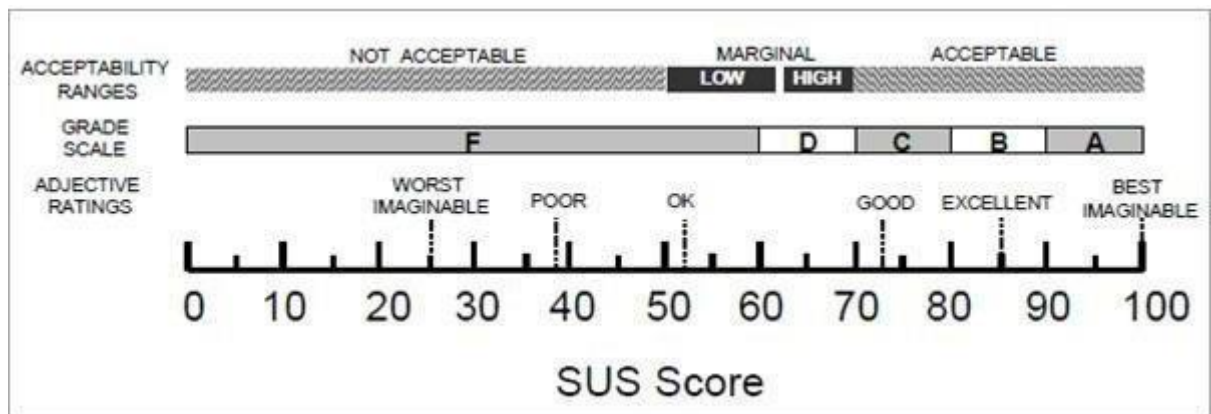 NOT ACCEPTABLE MARGINAL ACCEPTABLE
ACCEPTABILITY RANGES LOW HIGH
GRADE SCALE F D C B A
ADJECTIVE RATINGS WORST IMAGINABLE POOR OK GOOD EXCELLENT BEST IMAGINABLE
0 10 20 30 40 50 60 70 80 90 100
SUS Score